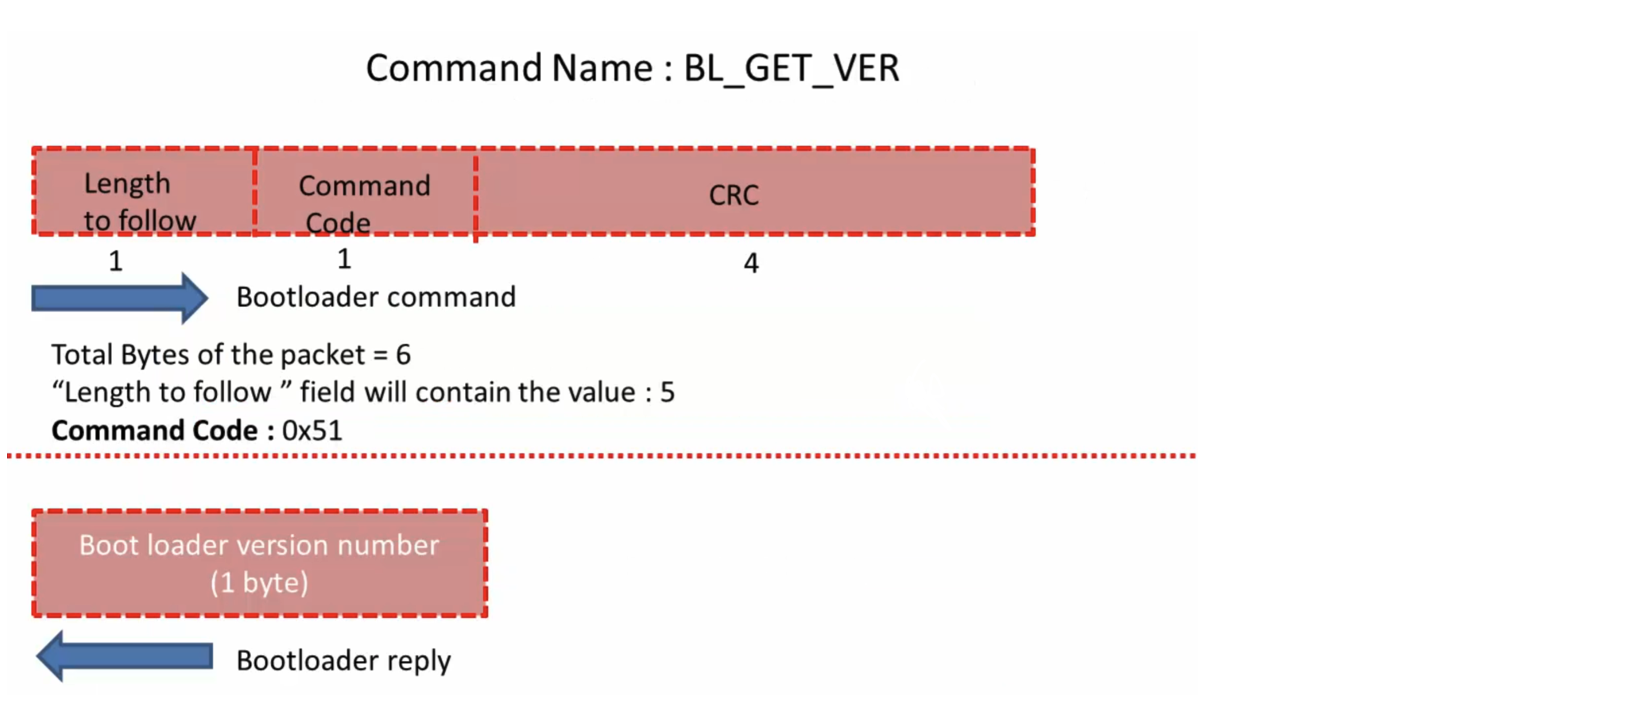 Command Name : BL_GET_VER
Length
to follow
Command
Code
CRC
1
1
4
Bootloader command
Total Bytes of the packet = 6
“Length to follow ” field will contain the value : 5
Command Code : 0x51
Boot loader version number
(1 byte)
Bootloader reply